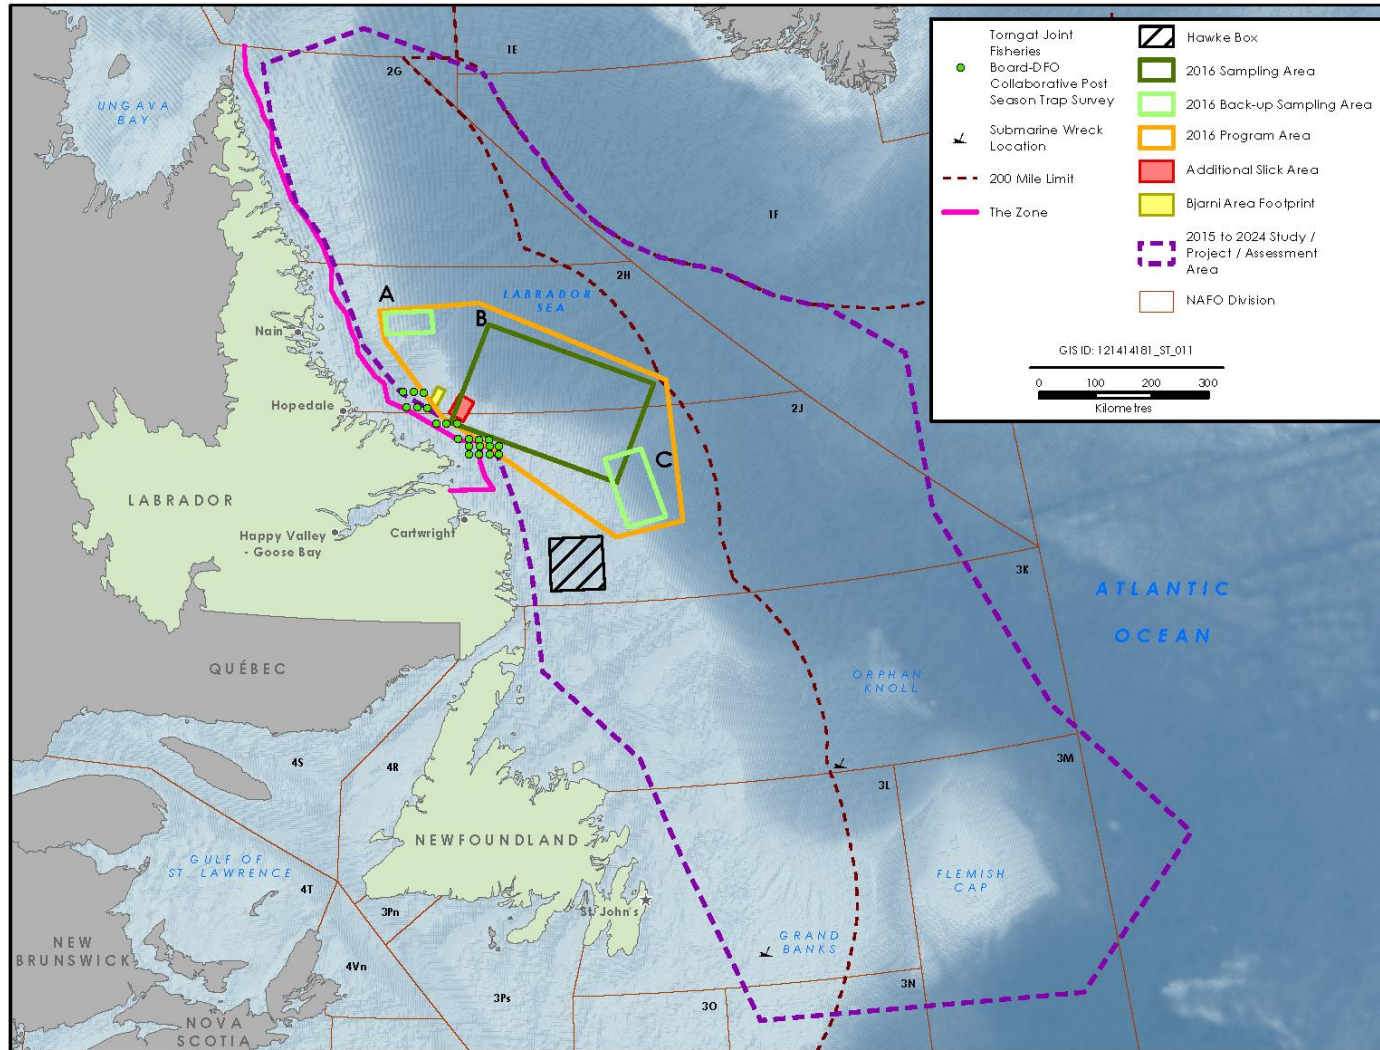 1E
2G
UNGAVA
BAY
1F
2H
LABRADOR
SEA
A
B
Nain
2J
Hopedale
C
LABRADOR
Happy Valley
- Goose Bay
Cartwright
3K
ATLANTIC
OCEAN
QUÉBEC
ORPHAN
KNOLL
4S
4R
3M
3L
NEWFOUNDLAND
GULF OF
ST. LAWRENCE
FLEMISH
CAP
4T
3Pn
St. John's
NEW
BRUNSWICK
GRAND
BANKS
4Vn
3Ps
3N
3O
NOVA
SCOTIA
Torngat Joint
Fisheries
Board-DFO
Collaborative Post
Season Trap Survey
Submarine Wreck
Location
200 Mile Limit
The Zone
Hawke Box
2016 Sampling Area
2016 Back-up Sampling Area
2016 Program Area
Additional Slick Area
Bjarni Area Footprint
2015 to 2024 Study /
Project / Assessment
Area
NAFO Division
GIS ID: 121414181_ST_011
0 100 200 300
Kilometres